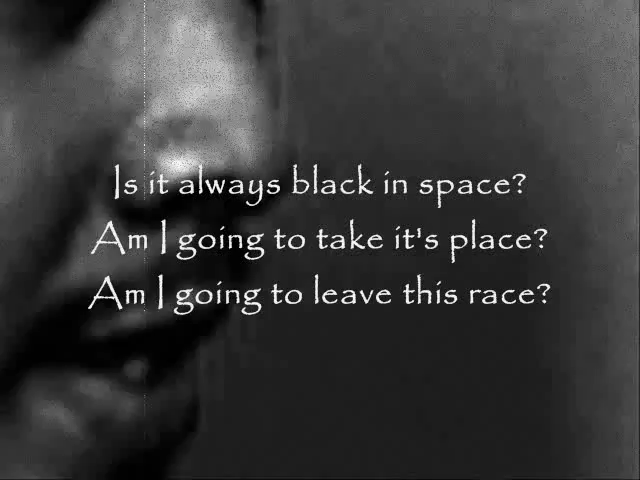 Is it always black in space?
Am I going to take it's place?
Am I going to leave this race?